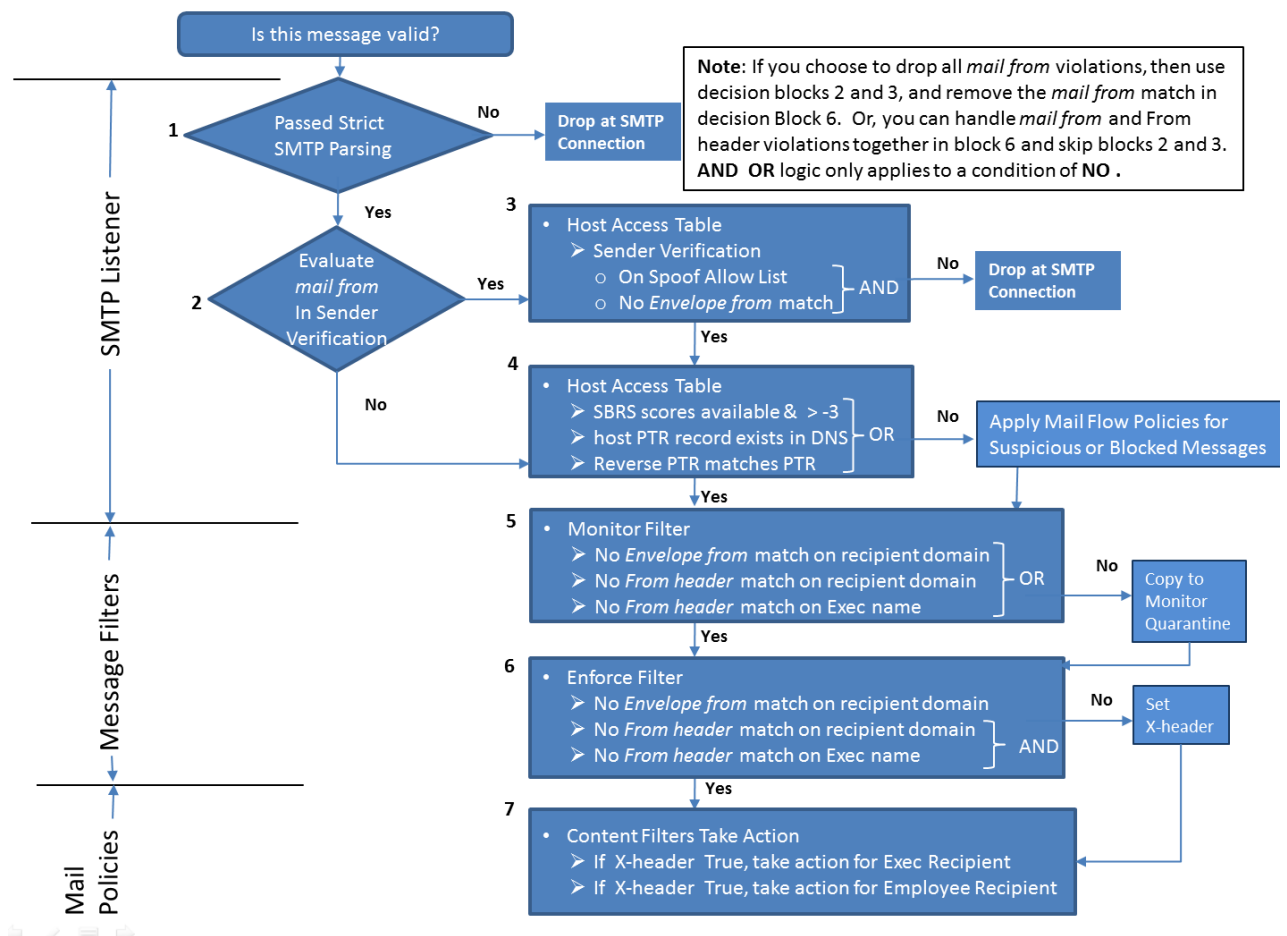 Is this message valid?
Note: If you choose to drop all mail from violations, then use
decision blocks 2 and 3, and remove the mail from match in
decision Block 6. Or, you can handle mail from and From
header violations together in block 6 and skip blocks 2 and 3.
AND OR logic only applies to a condition of NO .
SMTP Listener
1
Passed Strict
SMTP Parsing
No
Drop at SMTP
Connection
Yes
2
Evaluate
mail from
In Sender
Verification
Yes
No
3
• Host Access Table
➢ Sender Verification
○ On Spoof Allow List
○ No Envelope from match
AND
No
Drop at SMTP
Connection
Yes
4
• Host Access Table
➢ SBRS scores available & > -3
➢ host PTR record exists in DNS
➢ Reverse PTR matches PTR
OR
No
Apply Mail Flow Policies for
Suspicious or Blocked Messages
Yes
Message Filters
5
• Monitor Filter
➢ No Envelope from match on recipient domain
➢ No From header match on recipient domain
➢ No From header match on Exec name
OR
No
Copy to
Monitor
Quarantine
Yes
6
• Enforce Filter
➢ No Envelope from match on recipient domain
➢ No From header match on recipient domain
➢ No From header match on Exec name
AND
No
Set
X-header
Yes
Mail
Policies
7
• Content Filters Take Action
➢ If X-header True, take action for Exec Recipient
➢ If X-header True, take action for Employee Recipient